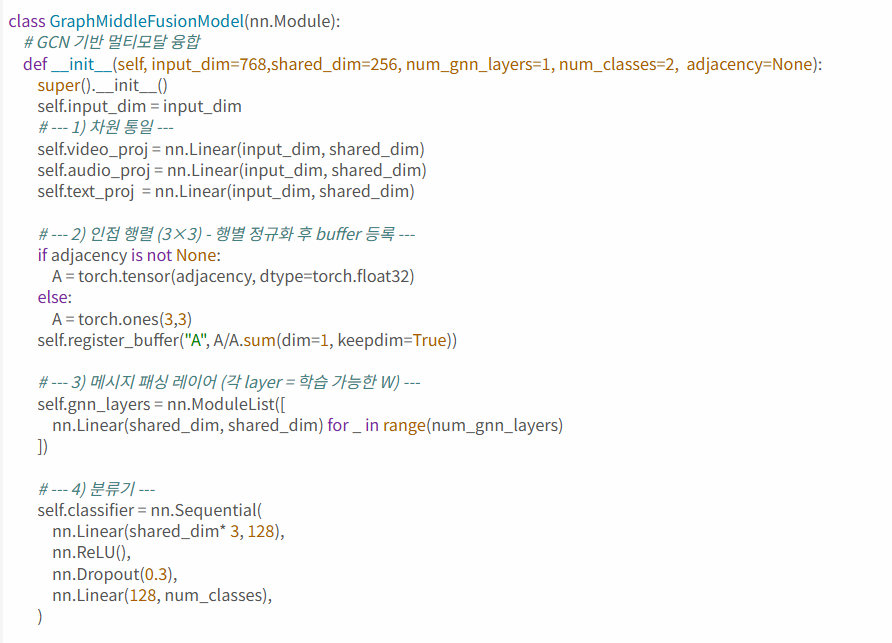 class GraphMiddleFusionModel(nn.Module):
# GCN 기반 멀티모달 융합
def __init__(self, input_dim=768,shared_dim=256, num_gnn_layers=1, num_classes=2, adjacency=None):
super().__init__()
self.input_dim = input_dim
# --- 1) 차원 통일 ---
self.video_proj = nn.Linear(input_dim, shared_dim)
self.audio_proj = nn.Linear(input_dim, shared_dim)
self.text_proj = nn.Linear(input_dim, shared_dim)
# --- 2) 인접 행렬 (3×3) - 행별 정규화 후 buffer 등록 ---
if adjacency is not None:
A = torch.tensor(adjacency, dtype=torch.float32)
else:
A = torch.ones(3,3)
self.register_buffer("A", A/A.sum(dim=1, keepdim=True))
# --- 3) 메시지 패싱 레이어 (각 layer = 학습 가능한 W) ---
self.gnn_layers = nn.ModuleList([
nn.Linear(shared_dim, shared_dim) for _ in range(num_gnn_layers)
])
# --- 4) 분류기 ---
self.classifier = nn.Sequential(
nn.Linear(shared_dim* 3, 128),
nn.ReLU(),
nn.Dropout(0.3),
nn.Linear(128, num_classes),
)